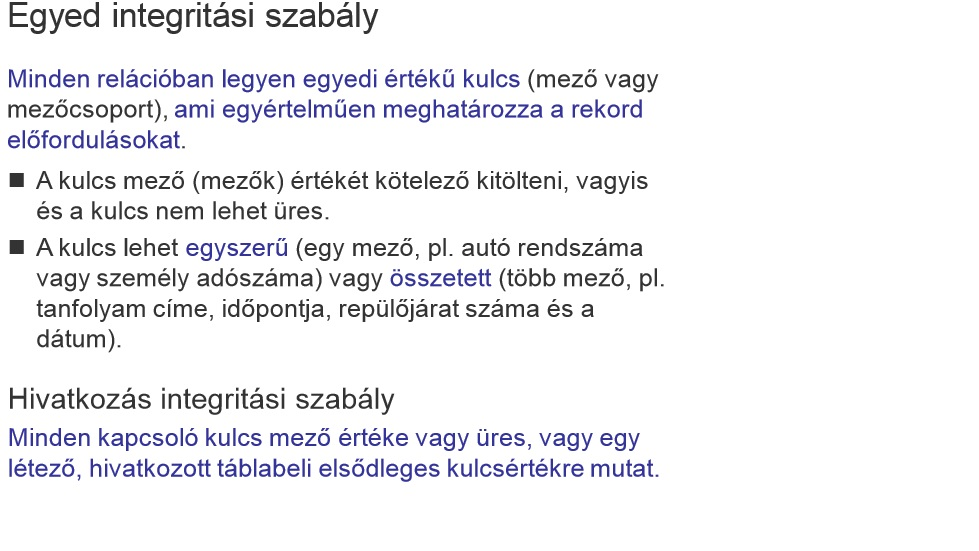 Egyed integritási szabály
Minden relációban legyen egyedi értékű kulcs (mező vagy
mezőcsoport), ami egyértelműen meghatározza a rekord
előfordulásokat.
■ A kulcs mező (mezők) értékét kötelező kitölteni, vagyis
és a kulcs nem lehet üres.
■ A kulcs lehet egyszerű (egy mező, pl. autó rendszáma
vagy személy adószáma) vagy összetett (több mező, pl.
tanfolyam címe, időpontja, repülőjárat száma és a
dátum).
Hivatkozás integritási szabály
Minden kapcsoló kulcs mező értéke vagy üres, vagy egy
létező, hivatkozott táblabeli elsődleges kulcsértékre mutat.